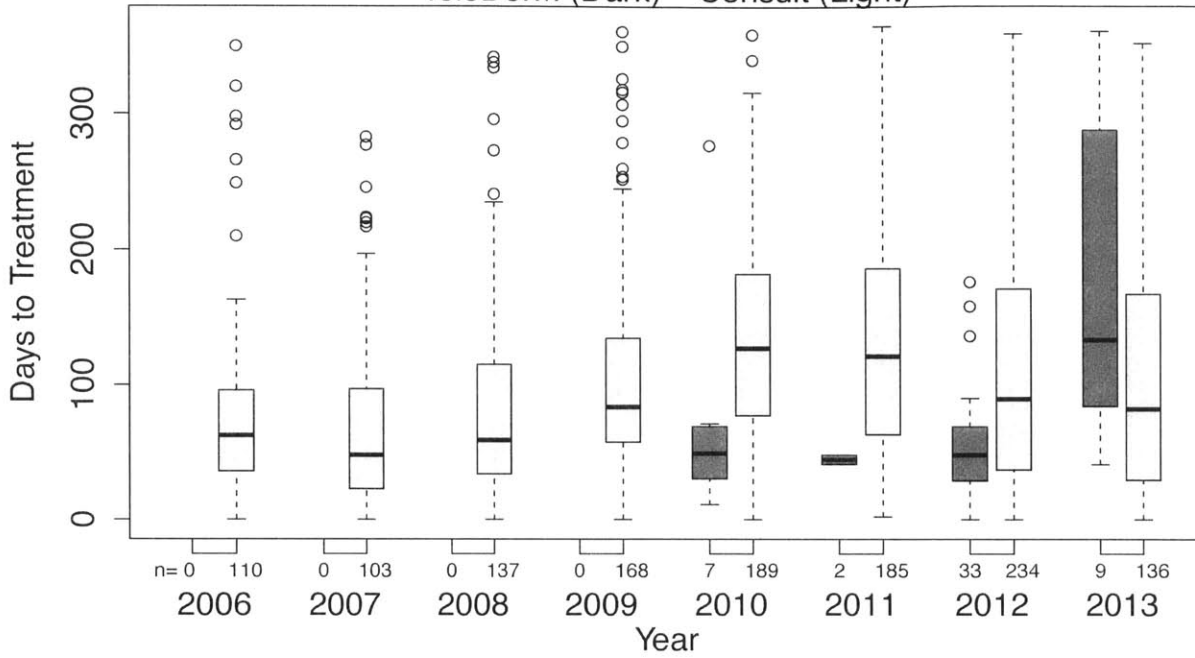 (Dark) Consult (Light)
Days to Treatment
300
200
100
0
n= 0 110 0 103 0 137 0 168 7 189 2 185 33 234 9 136
2006 2007 2008 2009 2010 2011 2012 2013
Year